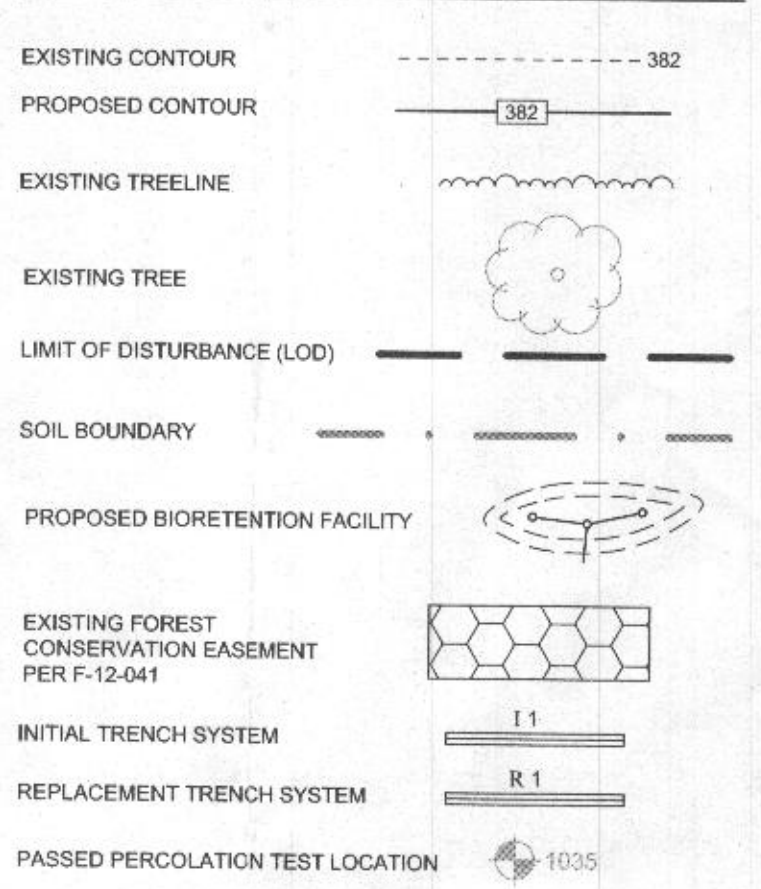 EXISTING CONTOUR 382
PROPOSED CONTOUR 382
EXISTING TREELINE
EXISTING TREE
LIMIT OF DISTURBANCE (LOD)
SOIL BOUNDARY
PROPOSED BIORETENTION FACILITY
EXISTING FOREST
CONSERVATION EASEMENT
PER F-12-041
INITIAL TRENCH SYSTEM I 1
REPLACEMENT TRENCH SYSTEM R 1
PASSED PERCOLATION TEST LOCATION 1035